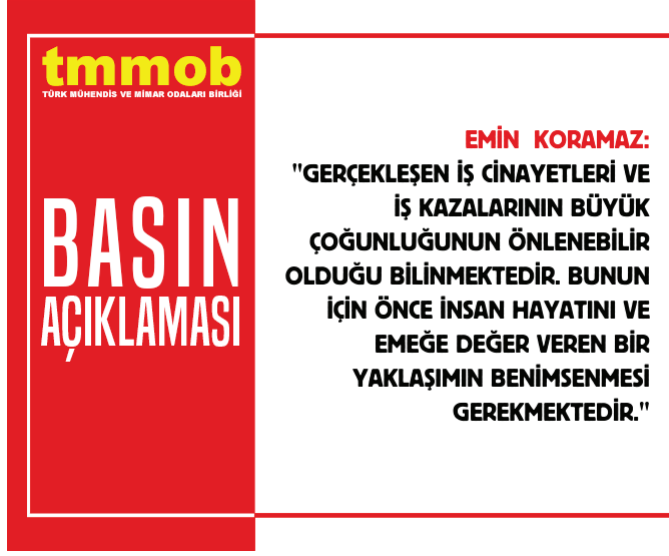 tmmob
TÜRK MÜHENDİS VE MİMAR ODALARI BİRLİĞİ
BASIN
AÇIKLAMASI
EMİN KORAMAZ:
"GERÇEKLEŞEN İŞ CİNAYETLERİ VE
İŞ KAZALARININ BÜYÜK
ÇOĞUNLUĞUNUN ÖNLENEBİLİR
OLDUĞU BİLİNMEKTEDİR. BUNUN
İÇİN ÖNCE İNSAN HAYATINI VE
EMEĞE DEĞER VEREN BİR
YAKLAŞIMIN BENİMSENMESİ
GEREKMEKTEDİR."